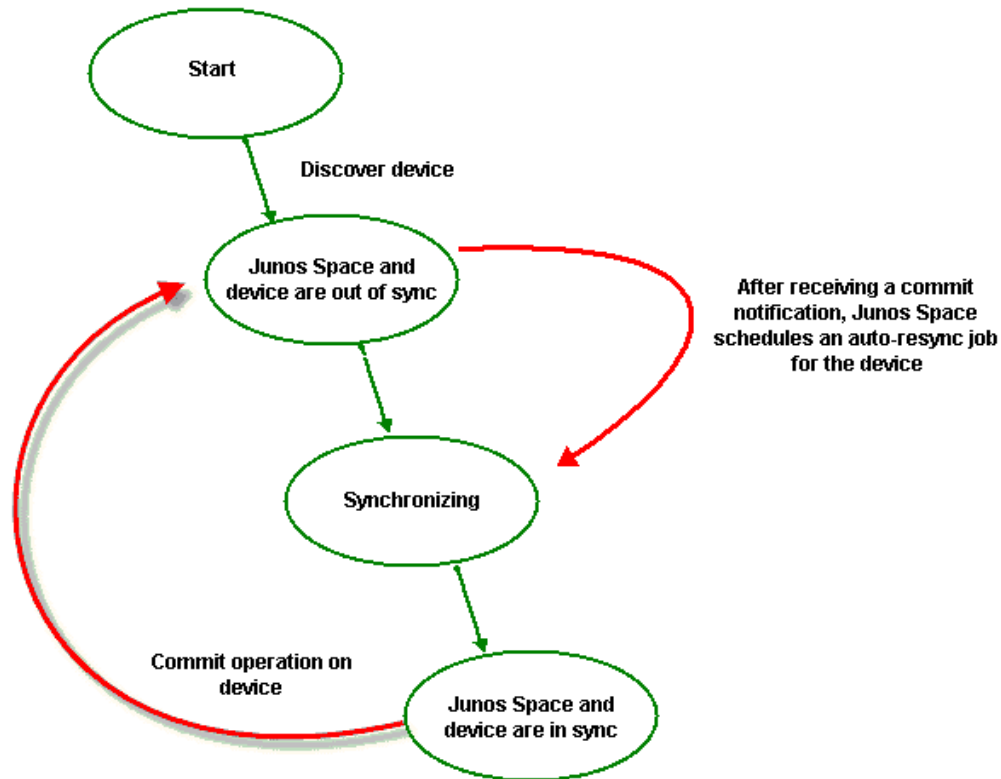 Start
Discover device
Junos Space and
device are out of sync
After receiving a commit
notification, Junos Space
schedules an auto-resync job
for the device
Synchronizing
Commit operation on
device
Junos Space and
device are in sync